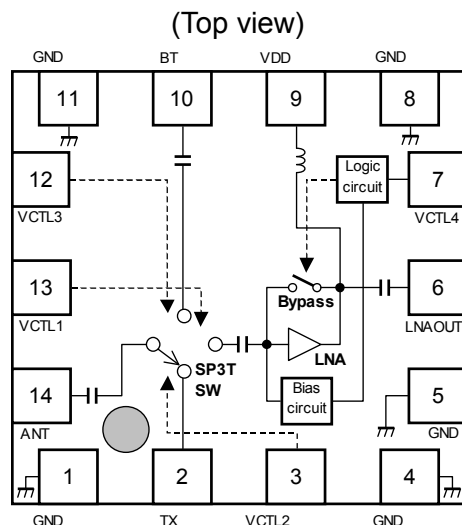 (Top view)
GND BT VDD GND
11 10 9 8
12 Logic circuit 7
VCTL3 VCTL4
13 6
VCTL1 Bypass LNAOUT
LNA
SP3T
SW
14 Bias circuit 5
ANT GND
1 2 3 4
GND TX VCTL2 GND